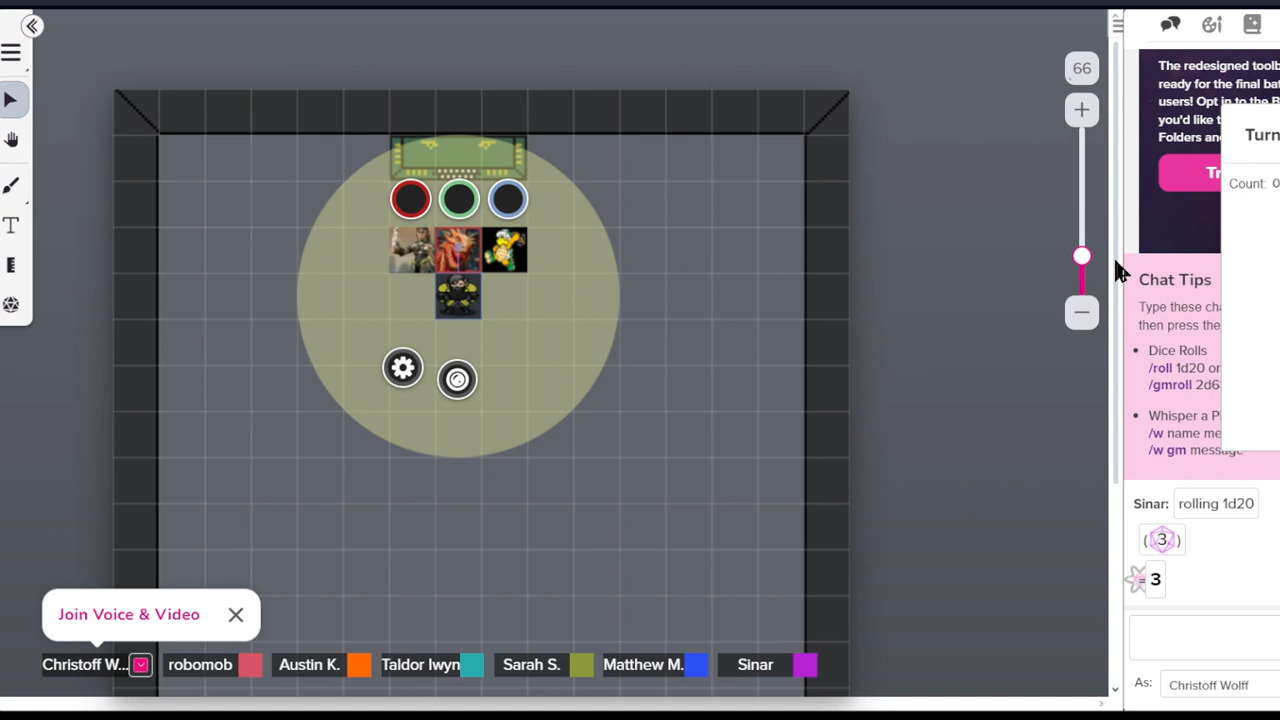 66
The redesigned toolb
ready for the final bat
users! Opt in to the B
you'd like t
Folders and
Tr
Turn
Count: 0
Chat Tips
Type these cha
then press the
Dice Rolls
/roll 1d20 or
/gmroll 2d6
Whisper a P
/w name me
/w gm message
Sinar: rolling 1d20
(3)
=3
As: Christoff Wolff
Join Voice & Video
Christoff W... robomob Austin K. Taldor Iwyn Sarah S. Matthew M. Sinar